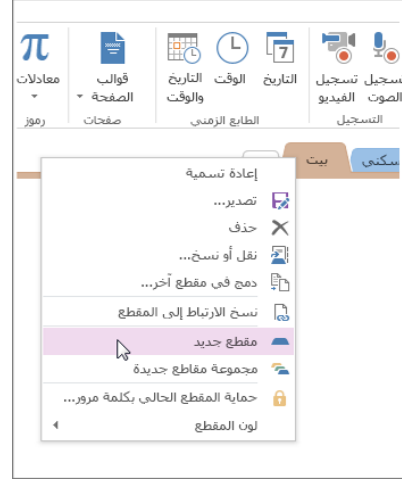 تسجيل الصوت
تسجيل الفيديو
التاريخ
الوقت
التاريخ والوقت
قوالب الصفحة
معادلات
التسجيل
الطابع الزمني
صفحات
رموز
بيت
إعادة تسمية
تصدير...
حذف
نقل أو نسخ...
دمج في مقطع آخر...
نسخ الارتباط إلى المقطع
مقطع جديد
مجموعة مقاطع جديدة
حماية المقطع الحالي بكلمة مرور...
لون المقطع